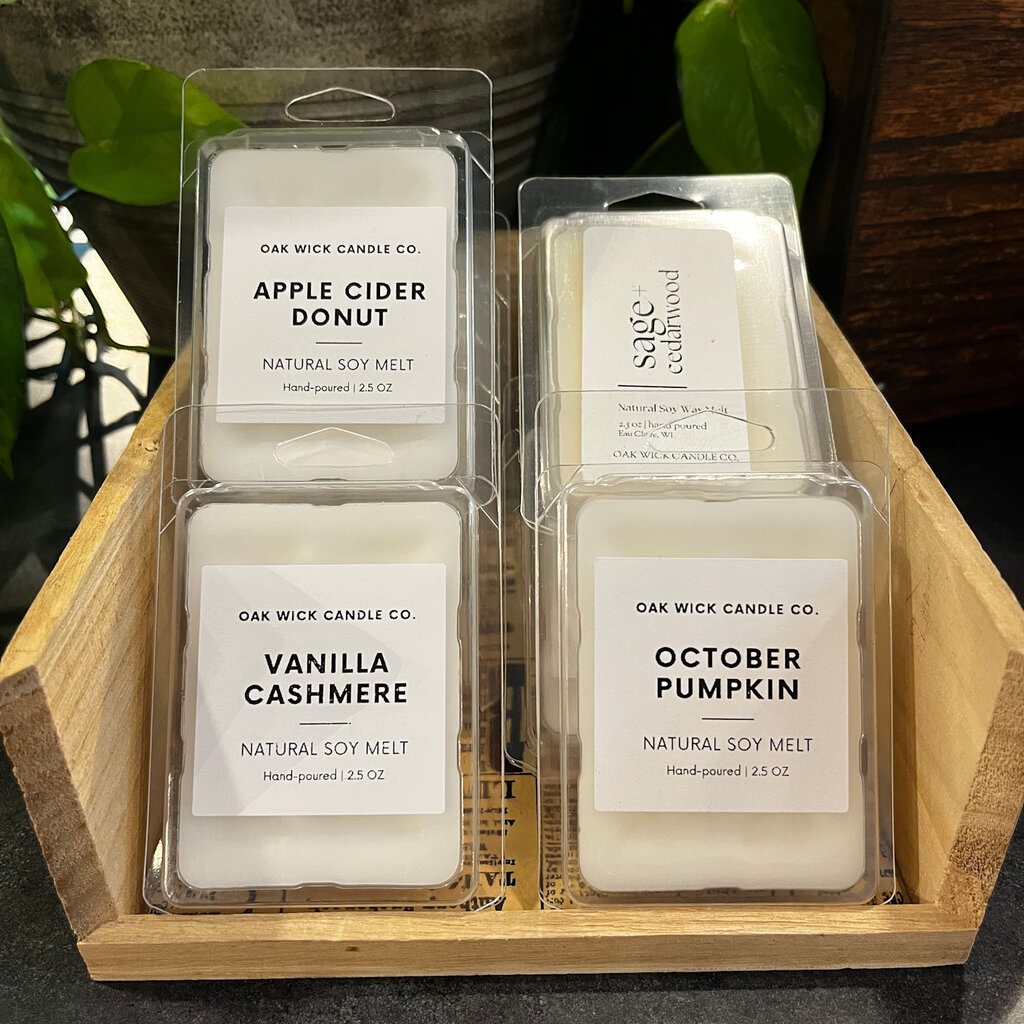 OAK WICK CANDLE CO.
APPLE CIDER
DONUT
NATURAL SOY MELT
Hand-poured | 2.5 OZ
sage+
cedarwood
Natural Soy Wax Melt
2.5 oz | hand poured
Eau Claire, WI.
OAK WICK CANDLE CO.
OAK WICK CANDLE CO.
VANILLA
CASHMERE
NATURAL SOY MELT
Hand-poured | 2.5 OZ
OAK WICK CANDLE CO.
OCTOBER
PUMPKIN
NATURAL SOY MELT
Hand-poured | 2.5 OZ